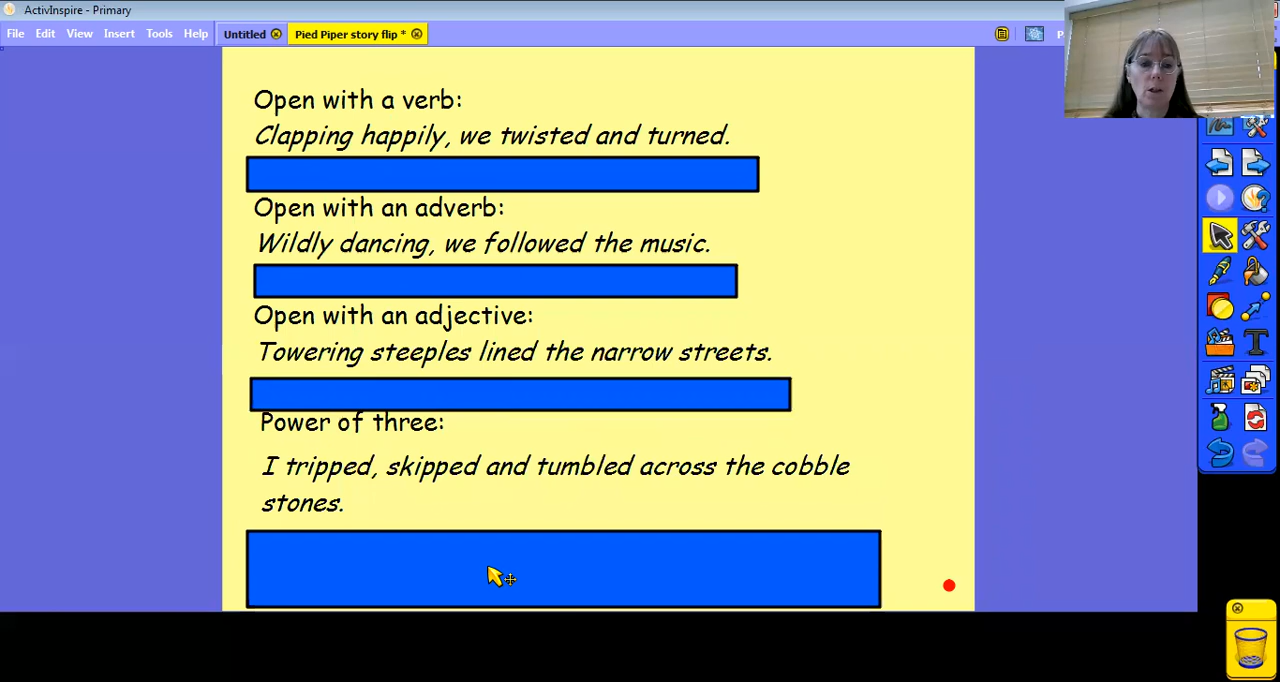 ActivInspire - Primary
File Edit View Insert Tools Help Untitled Pied Piper story flip *
Open with a verb:
Clapping happily, we twisted and turned.
Open with an adverb:
Wildly dancing, we followed the music.
Open with an adjective:
Towering steeples lined the narrow streets.
Power of three:
I tripped, skipped and tumbled across the cobble
stones.